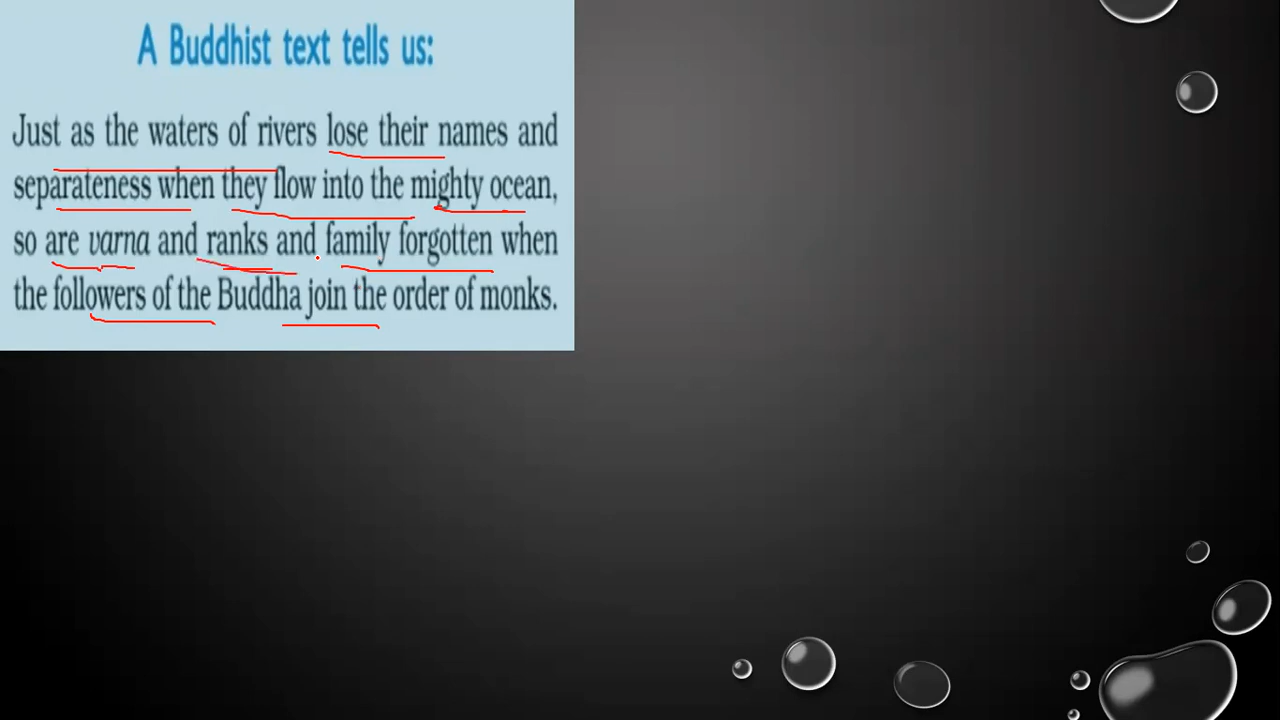 A Buddhist text tells us:
Just as the waters of rivers lose their names and
separateness when they flow into the mighty ocean,
so are varna and ranks and family forgotten when
the followers of the Buddha join the order of monks.